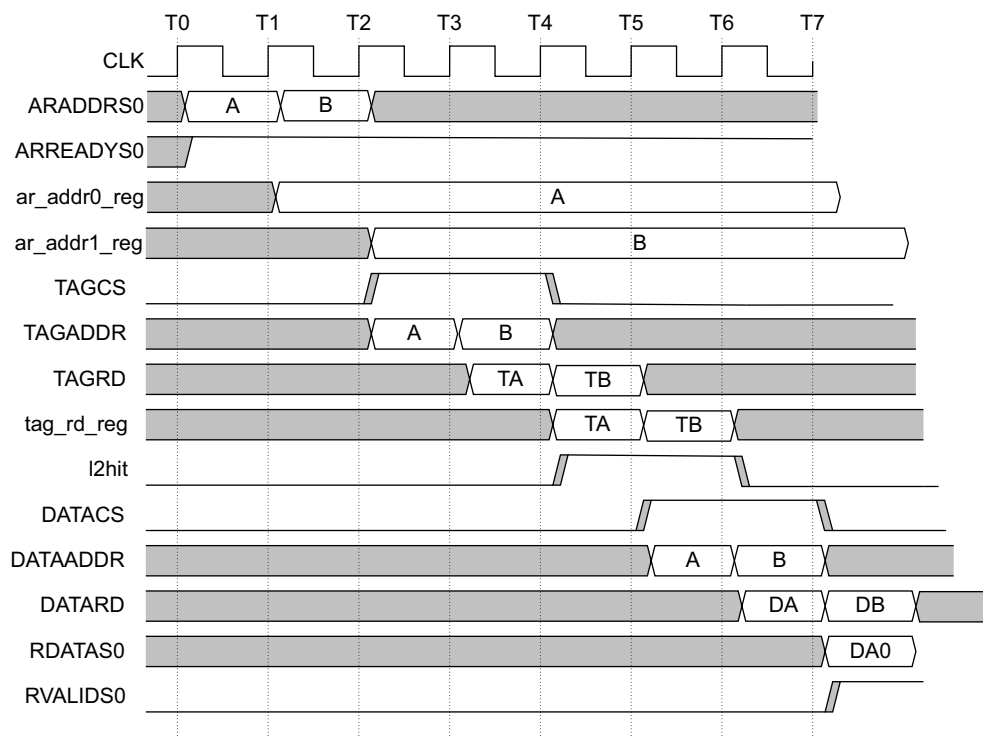 T0 T1 T2 T3 T4 T5 T6 T7
CLK
ARADDRS0 A B
ARREADYS0
ar_addr0_reg A
ar_addr1_reg B
TAGCS
TAGADDR A B
TAGRD TA TB
tag_rd_reg TA TB
l2hit
DATACS
DATAADDR A B
DATARD DA DB
RDATAS0 DA0
RVALIDS0